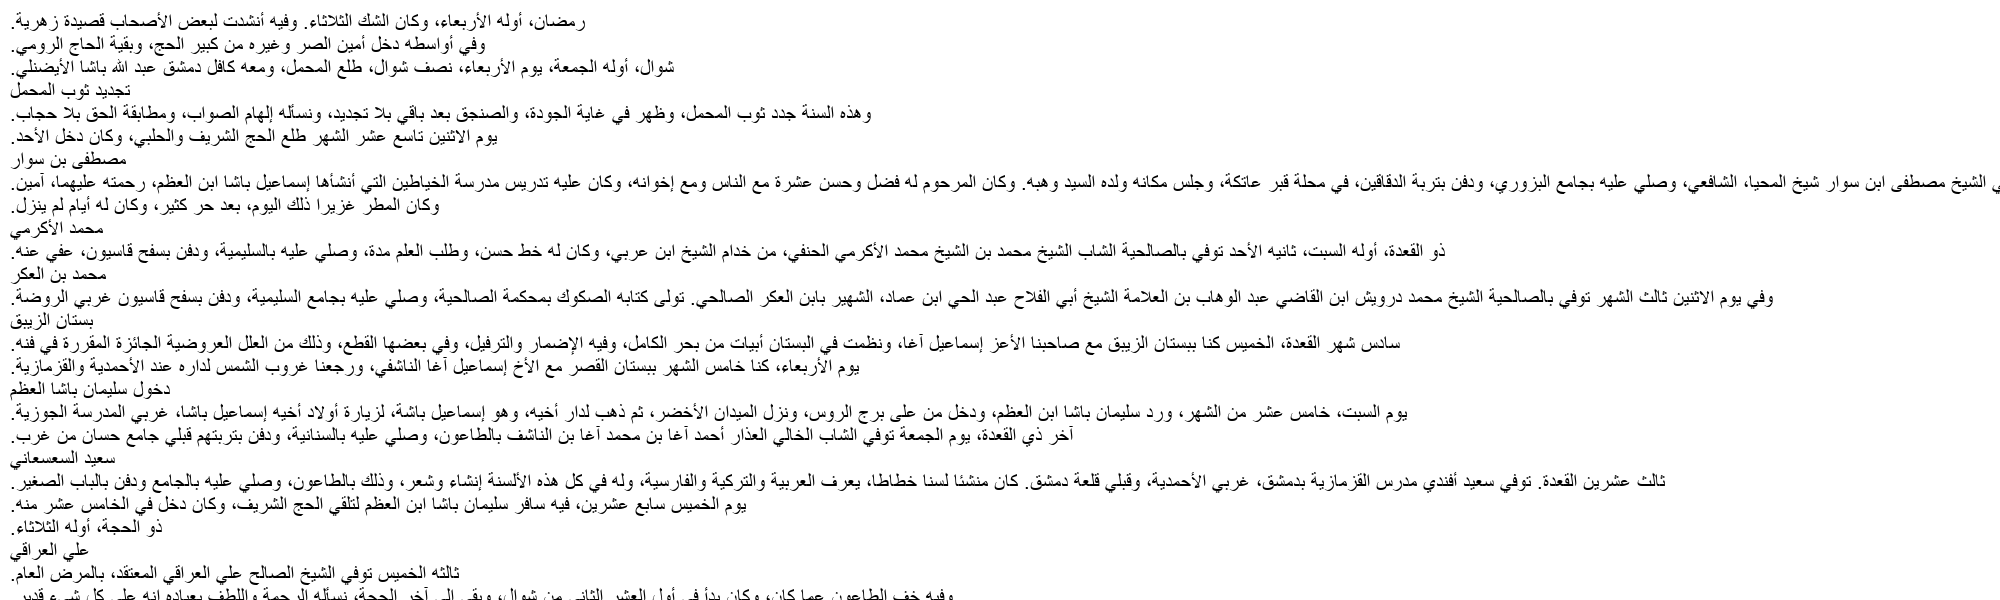 رمضان، أوله الأربعاء، وكان الشك الثلاثاء. وفيه أنشدت لبعض الأصحاب قصيدة زهرية.
وفي أواسطه دخل أمين الصر وغيره من كبير الحج، وبقية الحاج الرومي.
شوال، أوله الجمعة، يوم الأربعاء، نصف شوال، طلع المحمل، ومعه كافل دمشق عبد الله باشا الأيضنلي.
تجديد ثوب المحمل
وهذه السنة جدد ثوب المحمل، وظهر في غاية الجودة، والصنجق بعد باقي بلا تجديد، ونسأله إلهام الصواب، ومطابقة الحق بلا حجاب.
يوم الاثنين تاسع عشر الشهر طلع الحج الشريف والحلبي، وكان دخل الأحد.
مصطفى بن سوار
الشيخ مصطفى ابن سوار شيخ المحيا، الشافعي، وصلي عليه بجامع البزوري، ودفن بتربة الدقاقين، في محلة قبر عاتكة، وجلس مكانه ولده السيد وهبه. وكان المرحوم له فضل وحسن عشرة مع الناس ومع إخوانه، وكان عليه تدريس مدرسة الخياطين التي أنشأها إسماعيل باشا ابن العظم، رحمته عليهما، آمين.
وكان المطر غزيرا ذلك اليوم، بعد حر كثير، وكان له أيام لم ينزل.
محمد الأكرمي
ذو القعدة، أوله السبت، ثانيه الأحد توفي بالصالحية الشاب الشيخ محمد بن الشيخ محمد الأكرمي الحنفي، من خدام الشيخ ابن عربي، وكان له خط حسن، وطلب العلم مدة، وصلي عليه بالسليمية، ودفن بسفح قاسيون، عفي عنه.
محمد بن العكر
وفي يوم الاثنين ثالث الشهر توفي بالصالحية الشيخ محمد درويش ابن القاضي عبد الوهاب بن العلامة الشيخ أبي الفلاح عبد الحي ابن عماد، الشهير بابن العكر الصالحي. تولى كتابه الصكوك بمحكمة الصالحية، وصلي عليه بجامع السليمية، ودفن بسفح قاسيون غربي الروضة.
بستان الزيبق
سادس شهر القعدة، الخميس كنا ببستان الزيبق مع صاحبنا الأعز إسماعيل آغا، ونظمت في البستان أبيات من بحر الكامل، وفيه الإضمار والترفيل، وفي بعضها القطع، وذلك من العلل العروضية الجائزة المقررة في فنه.
يوم الأربعاء، كنا خامس الشهر ببستان القصر مع الأخ إسماعيل آغا الناشفي، ورجعنا غروب الشمس لداره عند الأحمدية والقزمازية.
دخول سليمان باشا العظم
يوم السبت، خامس عشر من الشهر، ورد سليمان باشا ابن العظم، ودخل من على برج الروس، ونزل الميدان الأخضر، ثم ذهب لدار أخيه، وهو إسماعيل باشة، لزيارة أولاد أخيه إسماعيل باشا، غربي المدرسة الجوزية.
آخر ذي القعدة، يوم الجمعة توفي الشاب الخالي العذار أحمد آغا بن محمد آغا بن الناشف بالطاعون، وصلي عليه بالسنانية، ودفن بتربتهم قبلي جامع حسان من غرب.
سعيد السعسعاني
ثالث عشرين القعدة. توفي سعيد أفندي مدرس القزمازية بدمشق، غربي الأحمدية، وقبلي قلعة دمشق. كان منشئا لسنا خطاطا، يعرف العربية والتركية والفارسية، وله في كل هذه الألسنة إنشاء وشعر، وذلك بالطاعون، وصلي عليه بالجامع ودفن بالباب الصغير.
يوم الخميس سابع عشرين، فيه سافر سليمان باشا ابن العظم لتلقي الحج الشريف، وكان دخل في الخامس عشر منه.
ذو الحجة، أوله الثلاثاء.
علي العراقي
ثالثه الخميس توفي الشيخ الصالح علي العراقي المعتقد، بالمرض العام.
وفيه خف الطاعون عما كان، وكان بدأ في أول العشر الثاني من شوال، وبقي إلى آخر الحجة، نسأله الرحمة واللطف بعباده إنه على كل شيء قدير.